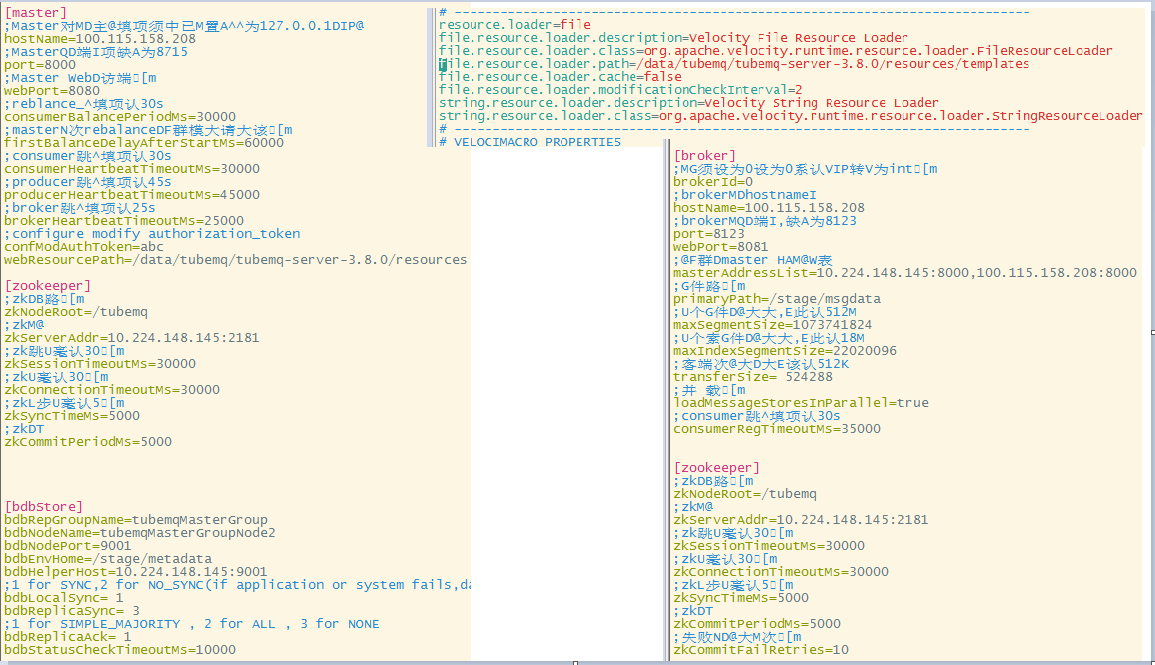 [master]
;Master对MD主@填项须中已M置A^^为127.0.0.1DIP@
hostName=100.115.158.208
;MasterQD端I项缺A为8715
port=8000
;Master WebD访端[m
webPort=8080
;reblance_^填项认30s
consumerBalancePeriodMs=30000
;masterN次rebalanceDF群模大请大该[m
firstBalanceDelayAfterStartMs=60000
;consumer跳^填项认30s
consumerHeartbeatTimeoutMs=30000
;producer跳^填项认45s
producerHeartbeatTimeoutMs=45000
;broker跳^填项认25s
brokerHeartbeatTimeoutMs=25000
;configure modify authorization_token
confModAuthToken=abc
webResourcePath=/data/tubemq/tubemq-server-3.8.0/resources
[zookeeper]
;zkDB路[m
zkNodeRoot=/tubemq
;zkM@
zkServerAddr=10.224.148.145:2181
;zk跳U毫认30[m
zkSessionTimeoutMs=30000
;zkU毫认30[m
zkConnectionTimeoutMs=30000
;zkL步U毫认5[m
zkSyncTimeMs=5000
;zkDT
zkCommitPeriodMs=5000
[bdbStore]
bdbRepGroupName=tubemqMasterGroup
bdbNodeName=tubemqMasterGroupNode2
bdbNodePort=9001
bdbEnvHome=/stage/metadata
bdbHelperHost=10.224.148.145:9001
;1 for SYNC,2 for NO_SYNC(if application or system fails,da
bdbLocalSync= 1
bdbReplicaSync= 3
;1 for SIMPLE_MAJORITY , 2 for ALL , 3 for NONE
bdbReplicaAck= 1
bdbStatusCheckTimeoutMs=10000
# ----------------------------------------------------------------------------
resource.loader=file
file.resource.loader.description=Velocity File Resource Loader
file.resource.loader.class=org.apache.velocity.runtime.resource.loader.FileResourceLoader
file.resource.loader.path=/data/tubemq/tubemq-server-3.8.0/resources/templates
file.resource.loader.cache=false
file.resource.loader.modificationCheckInterval=2
string.resource.loader.description=Velocity String Resource Loader
string.resource.loader.class=org.apache.velocity.runtime.resource.loader.StringResourceLoader
# ----------------------------------------------------------------------------
# VELOCIMACRO PROPERTIES
[broker]
;MG须设为0设为0系认VIP转V为int[m
brokerId=0
;brokerMDhostnameI
hostName=100.115.158.208
;brokerMQD端I,缺A为8123
port=8123
webPort=8081
;@F群Dmaster HAM@W表
masterAddressList=10.224.148.145:8000,100.115.158.208:8000
;G件路[m
primaryPath=/stage/msgdata
;U个G件D@大大,E此认512M
maxSegmentSize=1073741824
;U个索G件D@大大,E此认18M
maxIndexSegmentSize=22020096
;客端次@大D大E该认512K
transferSize= 524288
;并 载[m
loadMessageStoresInParallel=true
;consumer跳^填项认30s
consumerRegTimeoutMs=35000
[zookeeper]
;zkDB路[m
zkNodeRoot=/tubemq
;zkM@
zkServerAddr=10.224.148.145:2181
;zk跳U毫认30[m
zkSessionTimeoutMs=30000
;zkU毫认30[m
zkConnectionTimeoutMs=30000
;zkL步U毫认5[m
zkSyncTimeMs=5000
;zkDT
zkCommitPeriodMs=5000
;失败ND@大M次[m
zkCommitFailRetries=10